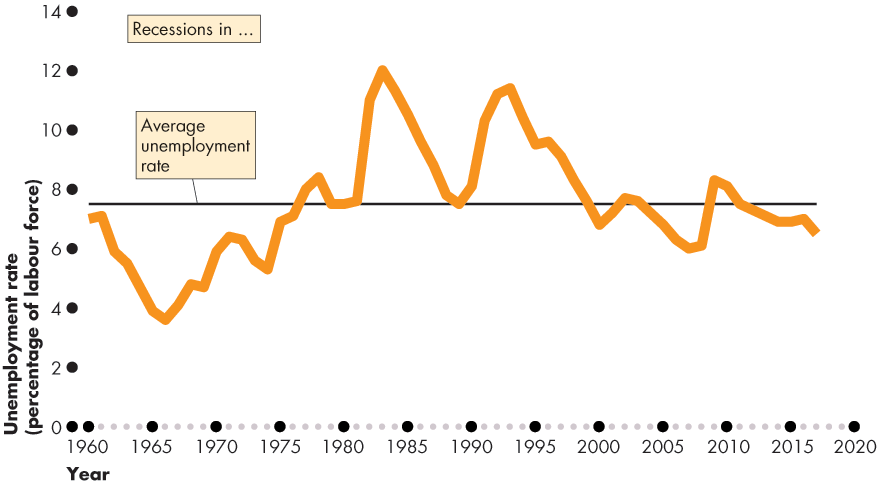 14
Recessions in ...
12
Average
unemployment
rate
10
8
6
4
2
0
Unemployment rate
(percentage of labour force)
1960 1965 1970 1975 1980 1985 1990 1995 2000 2005 2010 2015 2020
Year